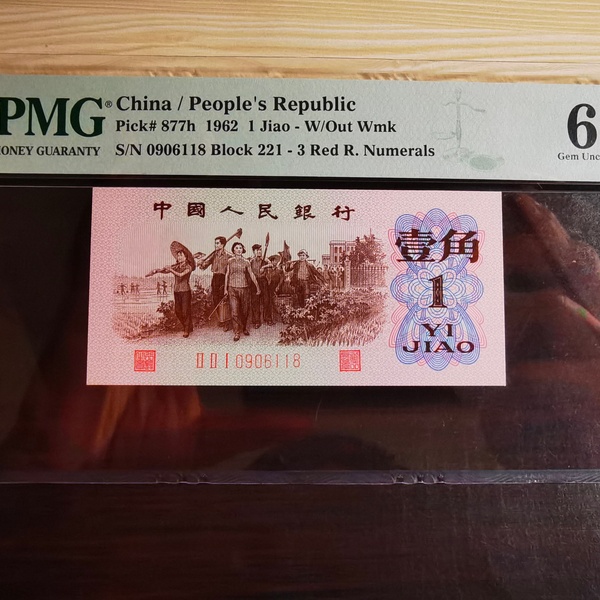 PMG® China / People's Republic
Pick# 877h 1962 1 Jiao - W/Out Wmk
MONEY GUARANTY S/N 0906118 Block 221 - 3 Red R. Numerals
6
Gem Unc
中國人民銀行
壹角
1
YI
JIAO
II II I 0906118